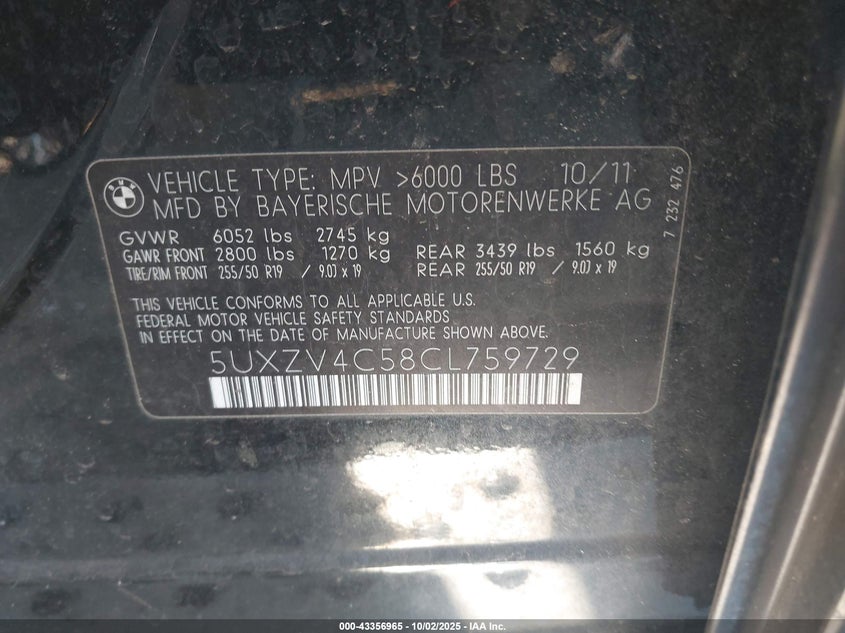 BMW
VEHICLE TYPE: MPV >6000 LBS 10/11
MFD BY BAYERISCHE MOTORENWERKE AG
7 232 476
GVWR 6052 lbs 2745 kg
GAWR FRONT 2800 lbs 1270 kg REAR 3439 lbs 1560 kg
TIRE/RIM FRONT 255/50 R19 / 9.0J x 19 REAR 255/50 R19 / 9.0J x 19
THIS VEHICLE CONFORMS TO ALL APPLICABLE U.S.
FEDERAL MOTOR VEHICLE SAFETY STANDARDS
IN EFFECT ON THE DATE OF MANUFACTURE SHOWN ABOVE.
5UXZV4C58CL759729
000-43356965 - 10/02/2025 - IAA Inc.